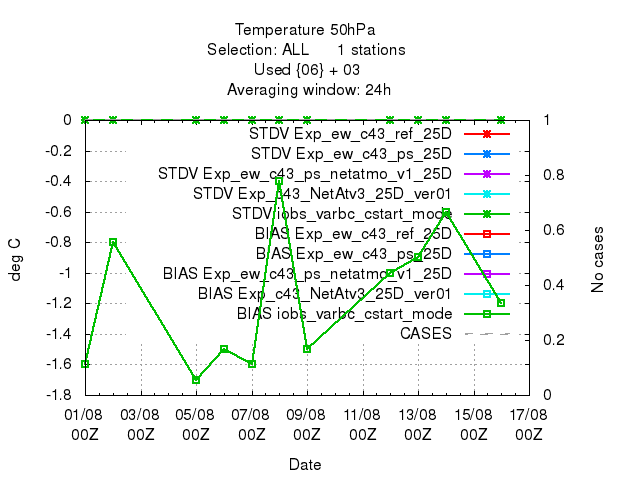 Temperature 50hPa
Selection: ALL 1 stations
Used {06} + 03
Averaging window: 24h
0
-0.2
-0.4
-0.6
-0.8
-1
-1.2
-1.4
-1.6
-1.8
deg C
STDV Exp_ew_c43_ref_25D
STDV Exp_ew_c43_ps_25D
STDV Exp_ew_c43_ps_netatmo_v1_25D
STDV Exp_c43_NetAtv3_25D_ver01
STDV iobs_varbc_cstart_mode
BIAS Exp_ew_c43_ref_25D
BIAS Exp_ew_c43_ps_25D
BIAS Exp_ew_c43_ps_netatmo_v1_25D
BIAS Exp_c43_NetAtv3_25D_ver01
BIAS iobs_varbc_cstart_mode
CASES
1
0.8
0.6
0.4
0.2
0
No cases
01/08 03/08 05/08 07/08 09/08 11/08 13/08 15/08 17/08
00Z 00Z 00Z 00Z 00Z 00Z 00Z 00Z 00Z
Date